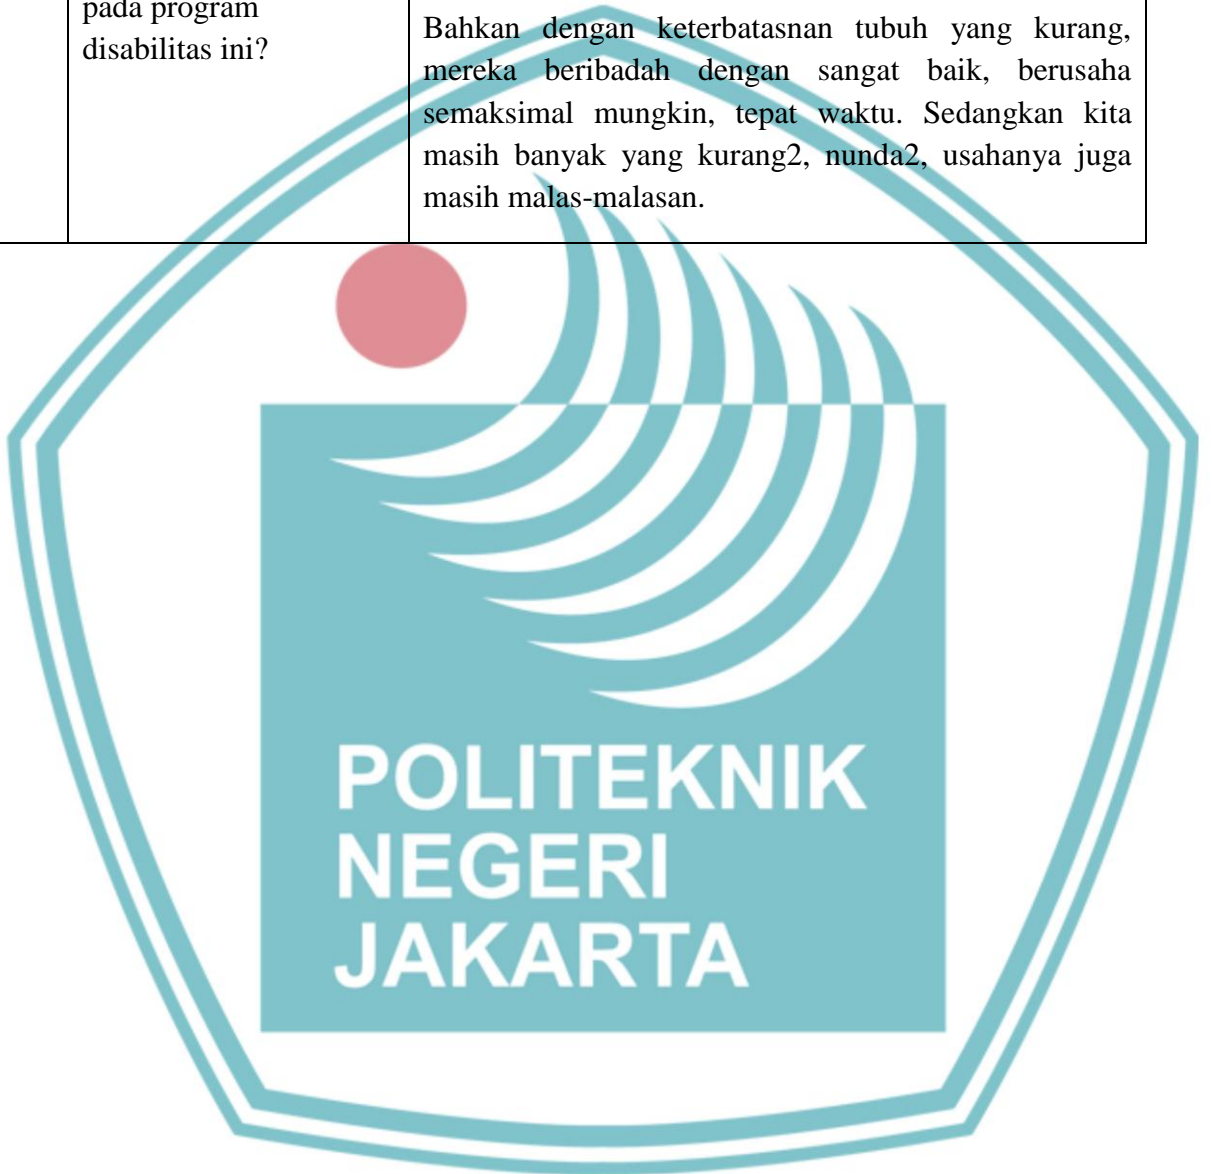 pada program
disabilitas ini?
Bahkan dengan keterbatasnan tubuh yang kurang,
mereka beribadah dengan sangat baik, berusaha
semaksimal mungkin, tepat waktu. Sedangkan kita
masih banyak yang kurang2, nunda2, usahanya juga
masih malas-malasan.
POLITEKNIK
NEGERI
JAKARTA